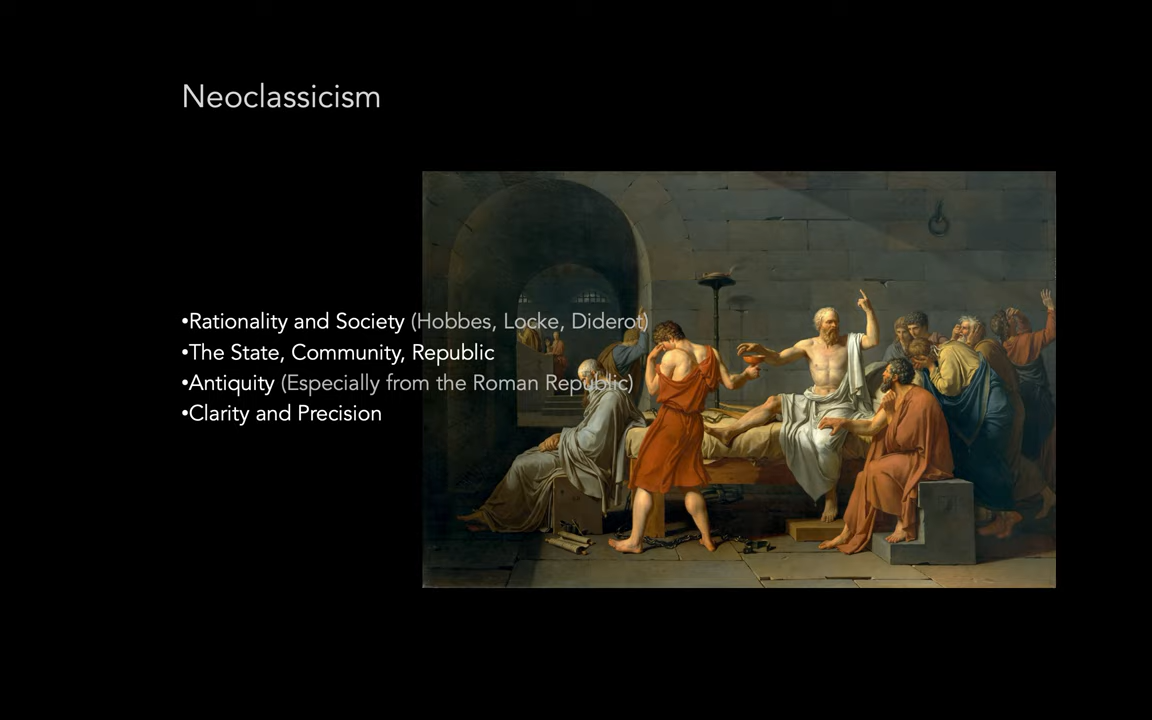 Neoclassicism
•Rationality and Society (Hobbes, Locke, Diderot)
•The State, Community, Republic
•Antiquity (Especially from the Roman Republic)
•Clarity and Precision